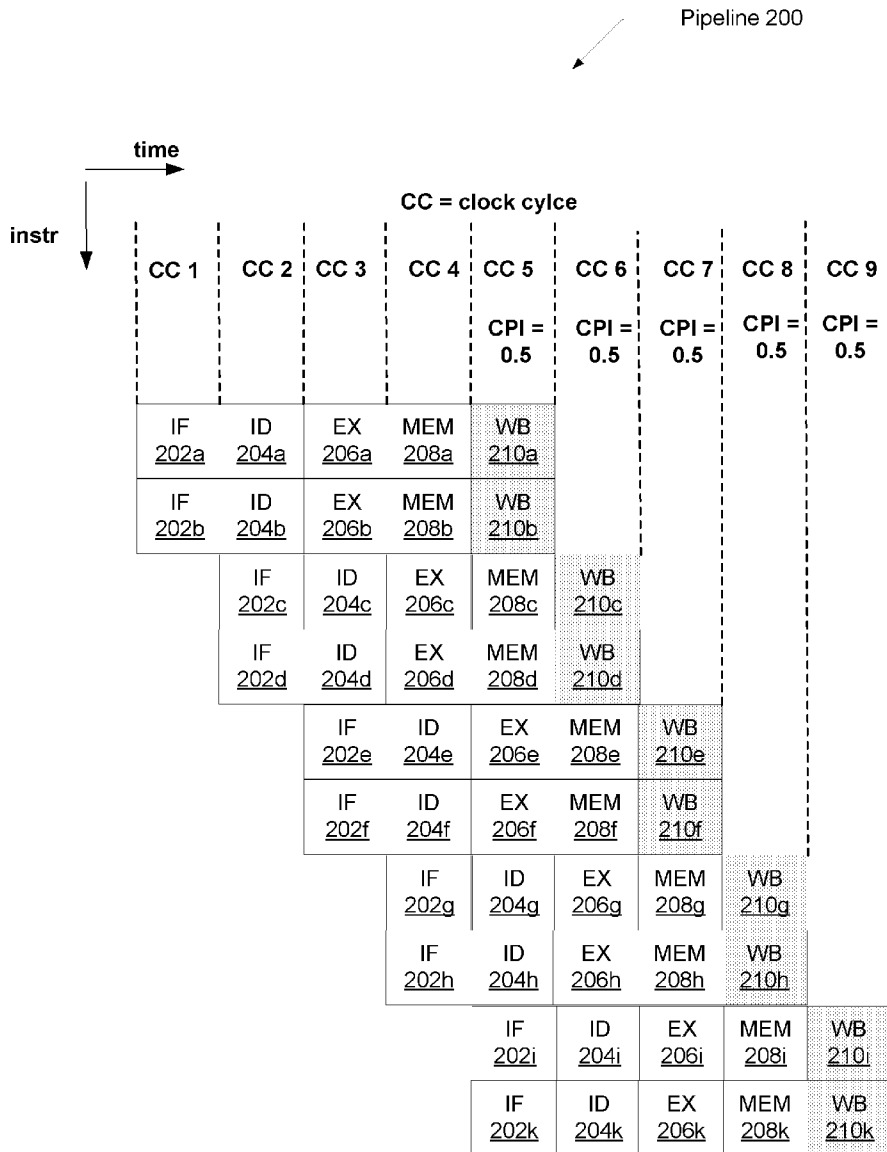 Pipeline 200
time
CC = clock cylce
instr
CC 1 CC 2 CC 3 CC 4 CC 5 CC 6 CC 7 CC 8 CC 9
CPI = CPI = CPI = CPI = CPI =
0.5 0.5 0.5 0.5 0.5
IF ID EX MEM WB
202a 204a 206a 208a 210a
IF ID EX MEM WB
202b 204b 206b 208b 210b
IF ID EX MEM WB
202c 204c 206c 208c 210c
IF ID EX MEM WB
202d 204d 206d 208d 210d
IF ID EX MEM WB
202e 204e 206e 208e 210e
IF ID EX MEM WB
202f 204f 206f 208f 210f
IF ID EX MEM WB
202g 204g 206g 208g 210g
IF ID EX MEM WB
202h 204h 206h 208h 210h
IF ID EX MEM WB
202i 204i 206i 208i 210i
IF ID EX MEM WB
202k 204k 206k 208k 210k